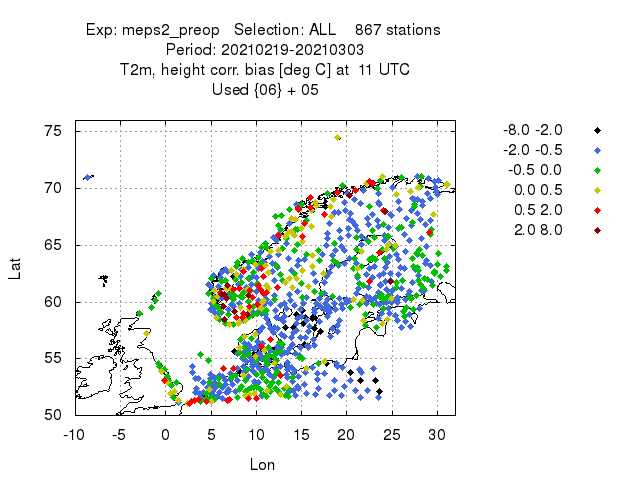 Exp: meps2_preop   Selection: ALL    867 stations
Period: 20210219-20210303
T2m, height corr. bias [deg C] at  11 UTC
Used {06} + 05
75
70
65
60
55
50
Lat
-10 -5 0 5 10 15 20 25 30
Lon
-8.0 -2.0
-2.0 -0.5
-0.5 0.0
0.0 0.5
0.5 2.0
2.0 8.0